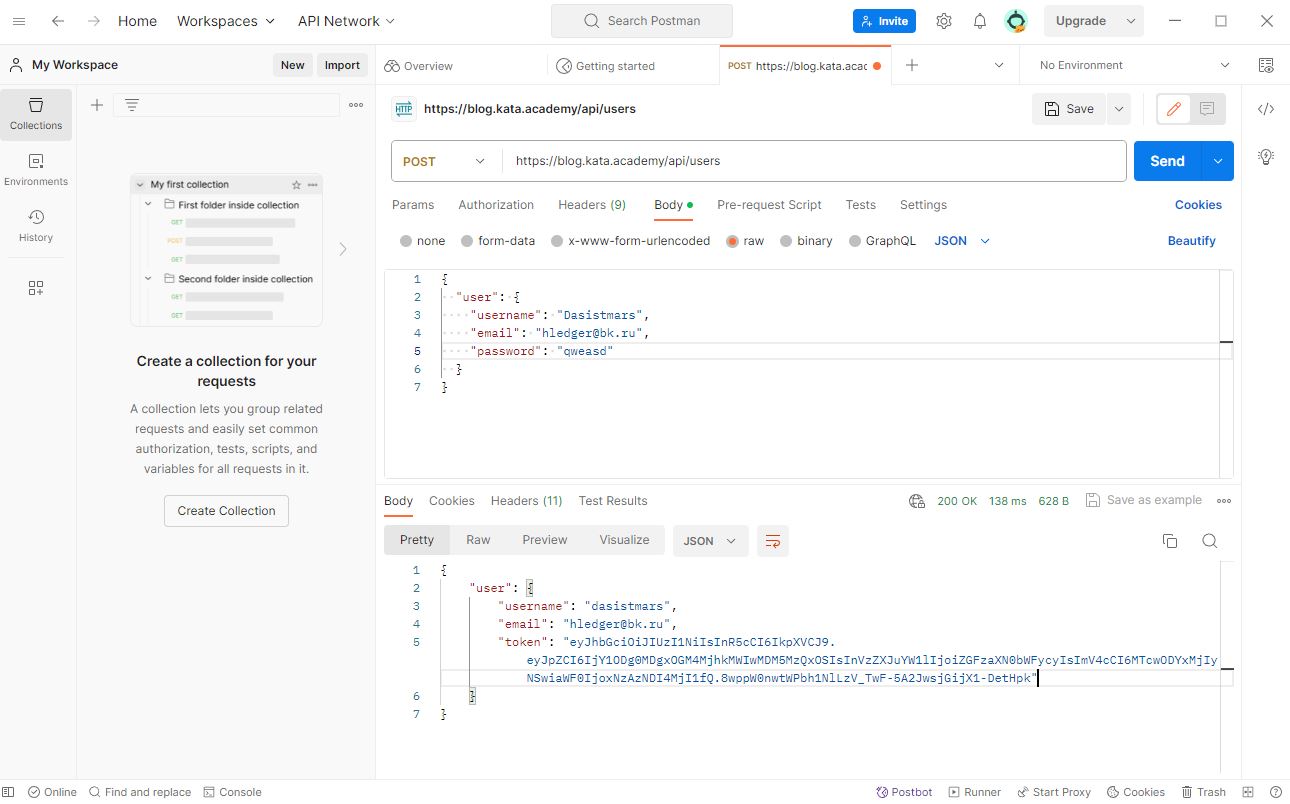 Home Workspaces API Network Search Postman Invite Upgrade
My Workspace New Import Overview Getting started POST https://blog.kata.acac No Environment
Collections
Environments
History
My first collection
First folder inside collection
GET
POST
GET
Second folder inside collection
GET
GET
Create a collection for your
requests
A collection lets you group related
requests and easily set common
authorization, tests, scripts, and
variables for all requests in it.
Create Collection
HTTP https://blog.kata.academy/api/users Save
POST https://blog.kata.academy/api/users Send
Params Authorization Headers (9) Body Pre-request Script Tests Settings Cookies
none form-data x-www-form-urlencoded raw binary GraphQL JSON Beautify
1 {
2 "user": {
3 "username": "Dasistmars",
4 "email": "hledger@bk.ru",
5 "password": "qweasd"
6 }
7 }
Body Cookies Headers (11) Test Results 200 OK 138 ms 628 B Save as example
Pretty Raw Preview Visualize JSON
1 {
2 "user": {
3 "username": "dasistmars",
4 "email": "hledger@bk.ru",
5 "token": "eyJhbGciOiJIUzI1NiIsInR5cCI6IkpXVCJ9.
eyJpZCI6IjY1ODg0MDgxOGM4MjhkMWIwMDM5MzQxOSIsInVzZXJuYW1lIjoiZGFzaXN0bWFycyIsImV4cCI6MTcwODYxMjIy
NSwiaWF0IjoxNzAzNDI4MjI1fQ.8wppW0nwtWPbh1NlLzV_TwF-5A2JwsjGijX1-DetHpk"
6 }
7 }
Online Find and replace Console Postbot Runner Start Proxy Cookies Trash